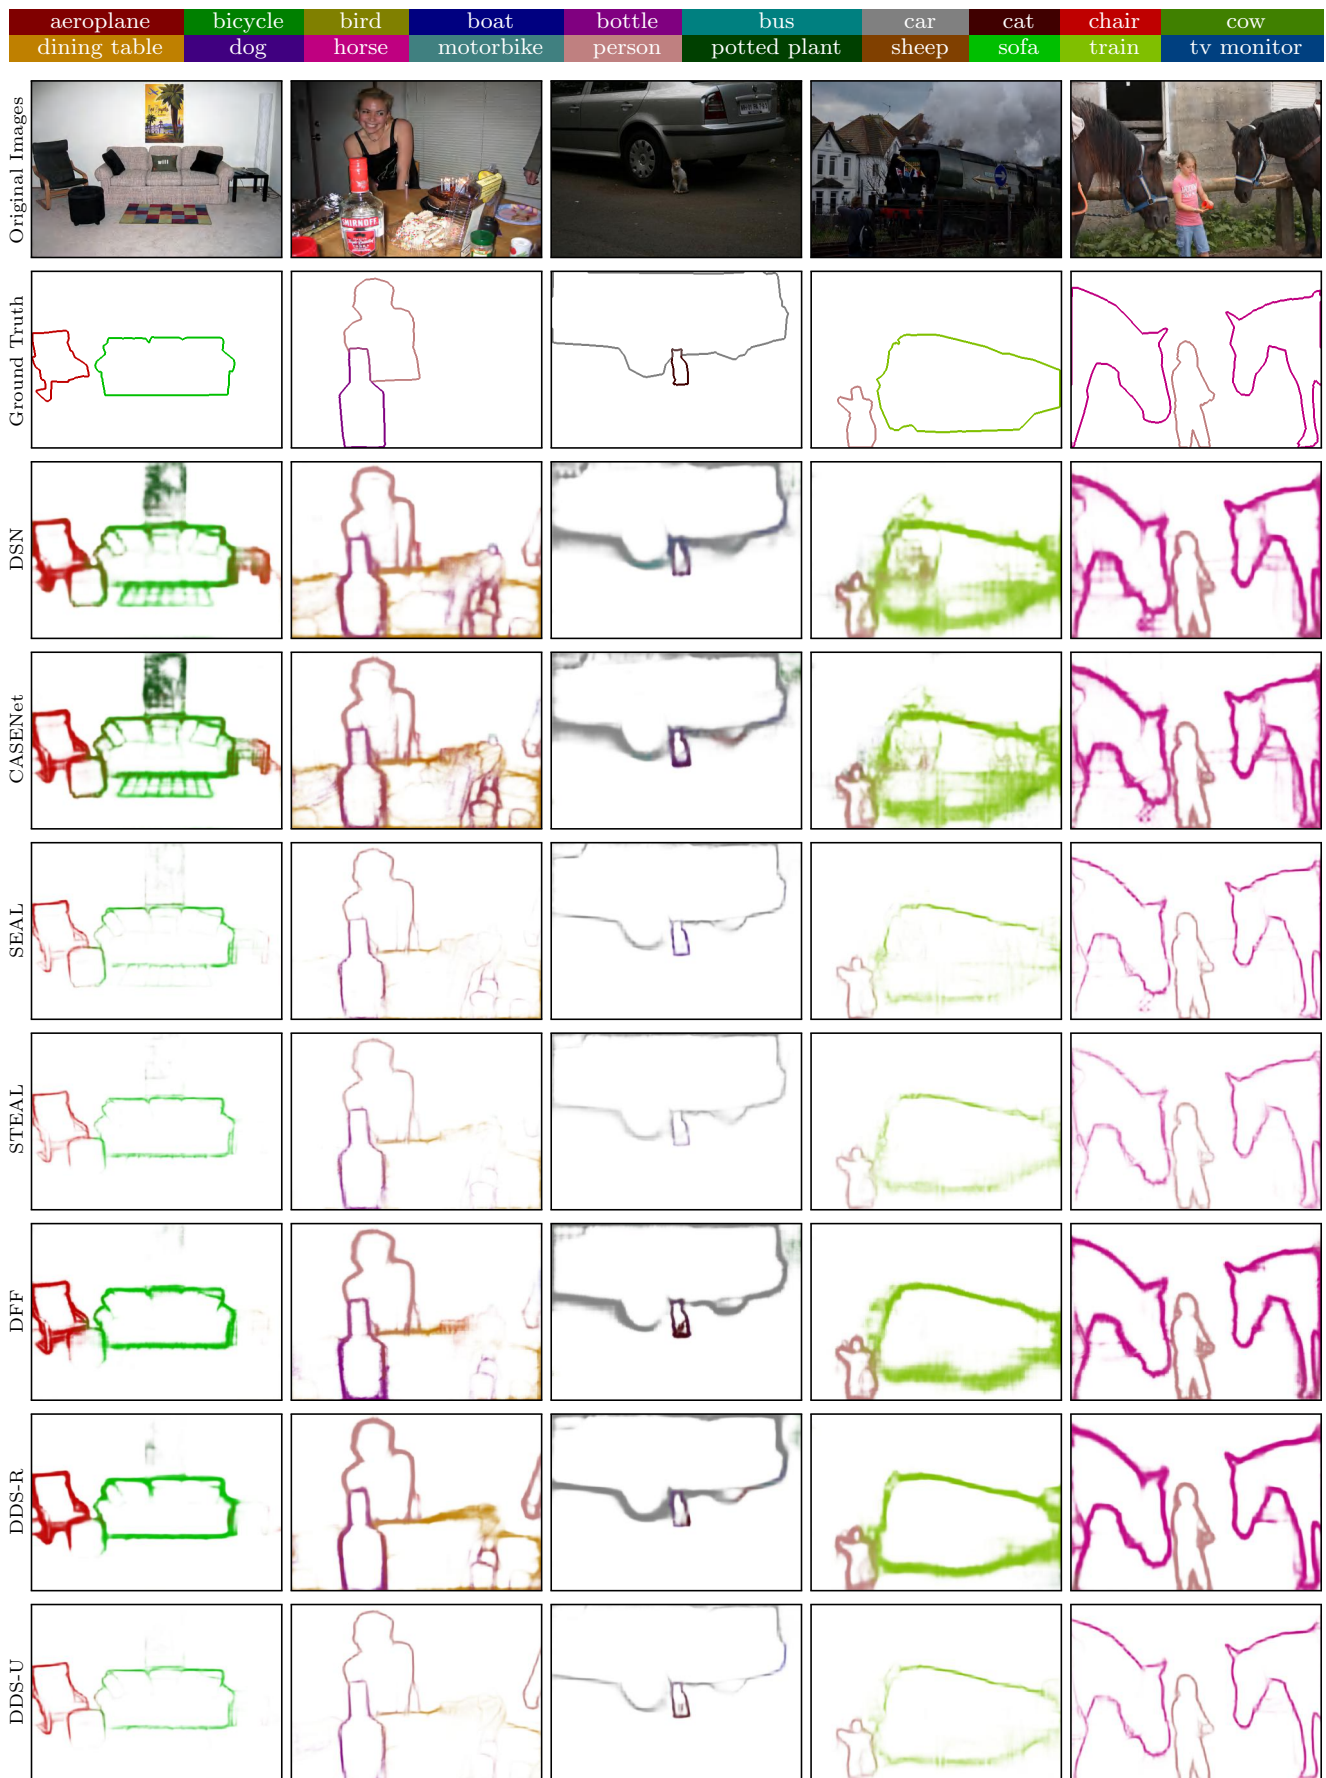 aeroplane bicycle bird boat bottle bus car cat chair cow
dining table dog horse motorbike person potted plant sheep sofa train tv monitor
Original Images
SMIRNOFF
Ground Truth
DSN
CASENet
SEAL
STEAL
DFF
DDS-R
DDS-U